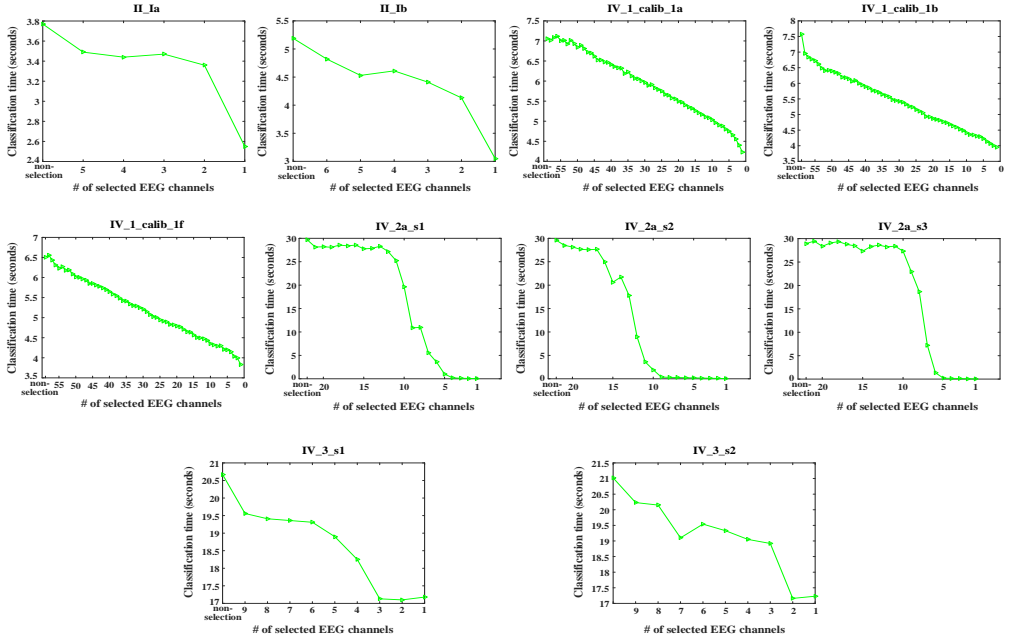 II_Ia
Classification time (seconds)
3.8
3.6
3.4
3.2
3
2.8
2.6
2.4
non-
selection
5 4 3 2 1
# of selected EEG channels
II_Ib
Classification time (seconds)
5.5
5
4.5
4
3.5
3
non-
selection
6 5 4 3 2 1
# of selected EEG channels
IV_1_calib_1a
Classification time (seconds)
7.5
7
6.5
6
5.5
5
4.5
4
non-
selection
55 50 45 40 35 30 25 20 15 10 5 0
# of selected EEG channels
IV_1_calib_1b
Classification time (seconds)
8
7.5
7
6.5
6
5.5
5
4.5
4
3.5
non-
selection
55 50 45 40 35 30 25 20 15 10 5 0
# of selected EEG channels
IV_1_calib_1f
Classification time (seconds)
7
6.5
6
5.5
5
4.5
4
3.5
non-
selection
55 50 45 40 35 30 25 20 15 10 5 0
# of selected EEG channels
IV_2a_s1
Classification time (seconds)
30
25
20
15
10
5
0
non-
selection
20 15 10 5 1
# of selected EEG channels
IV_2a_s2
Classification time (seconds)
30
25
20
15
10
5
0
non-
selection
20 15 10 5 1
# of selected EEG channels
IV_2a_s3
Classification time (seconds)
30
25
20
15
10
5
0
non-
selection
20 15 10 5 1
# of selected EEG channels
IV_3_s1
Classification time (seconds)
21
20.5
20
19.5
19
18.5
18
17.5
17
non-
selection
9 8 7 6 5 4 3 2 1
# of selected EEG channels
IV_3_s2
Classification time (seconds)
21.5
21
20.5
20
19.5
19
18.5
18
17.5
17
9 8 7 6 5 4 3 2 1
# of selected EEG channels